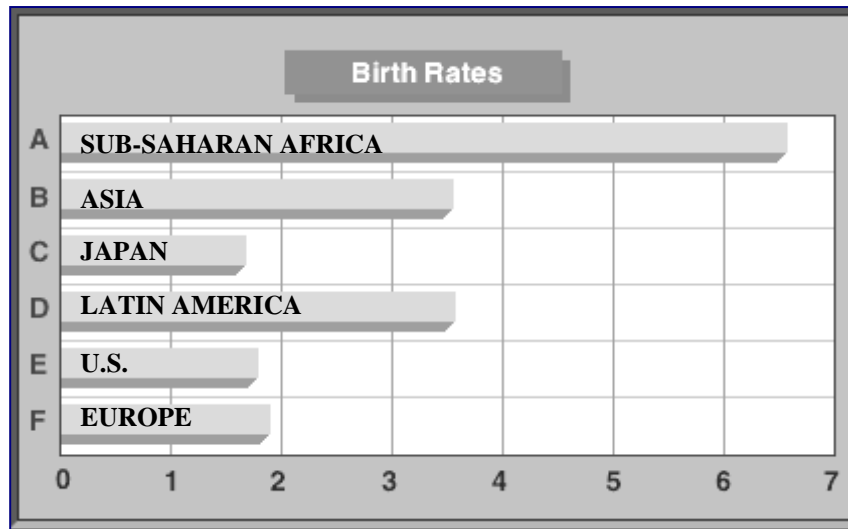 Birth Rates
A SUB-SAHARAN AFRICA
B ASIA
C JAPAN
D LATIN AMERICA
E U.S.
F EUROPE
0 1 2 3 4 5 6 7